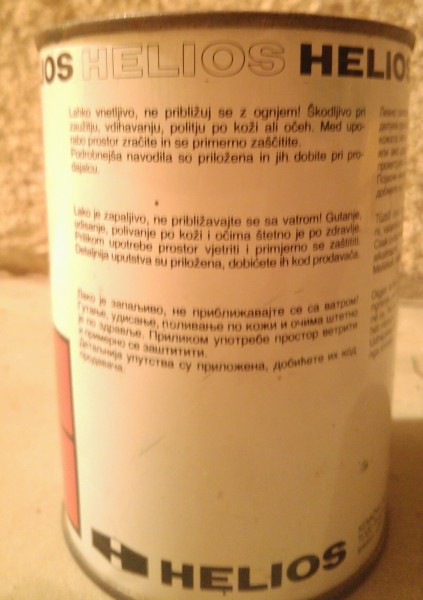 IOS HELIOS HELIOS
Lahko vnetljivo, ne približuj se z ognjem! Škodljivo pri
zaužitju, vdihavanju, politju po koži ali očeh. Med upo-
rabo prostor zračite in se primerno zaščitite.
Podrobnejša navodila so priložena in jih dobite pri pro-
dajalcu.
Lako je zapaljivo, ne približavajte se sa vatrom! Gutanje,
udisanje, polivanje po koži i očima štetno je po zdravlje.
Prilikom upotrebe prostor vjetriti i primjerno se zaštititi.
Detaljnija uputstva su priložena, dobićete ih kod prodavača.
Лако је запаљиво, не приближавајте се са ватром!
Гутање, удисање, поливање по кожи и очима штетно
је по здравље. Приликом употребе простор ветрити
и примерно се заштитити.
Детаљнија упутства су приложена, добићете их код
продавача.
HELIOS